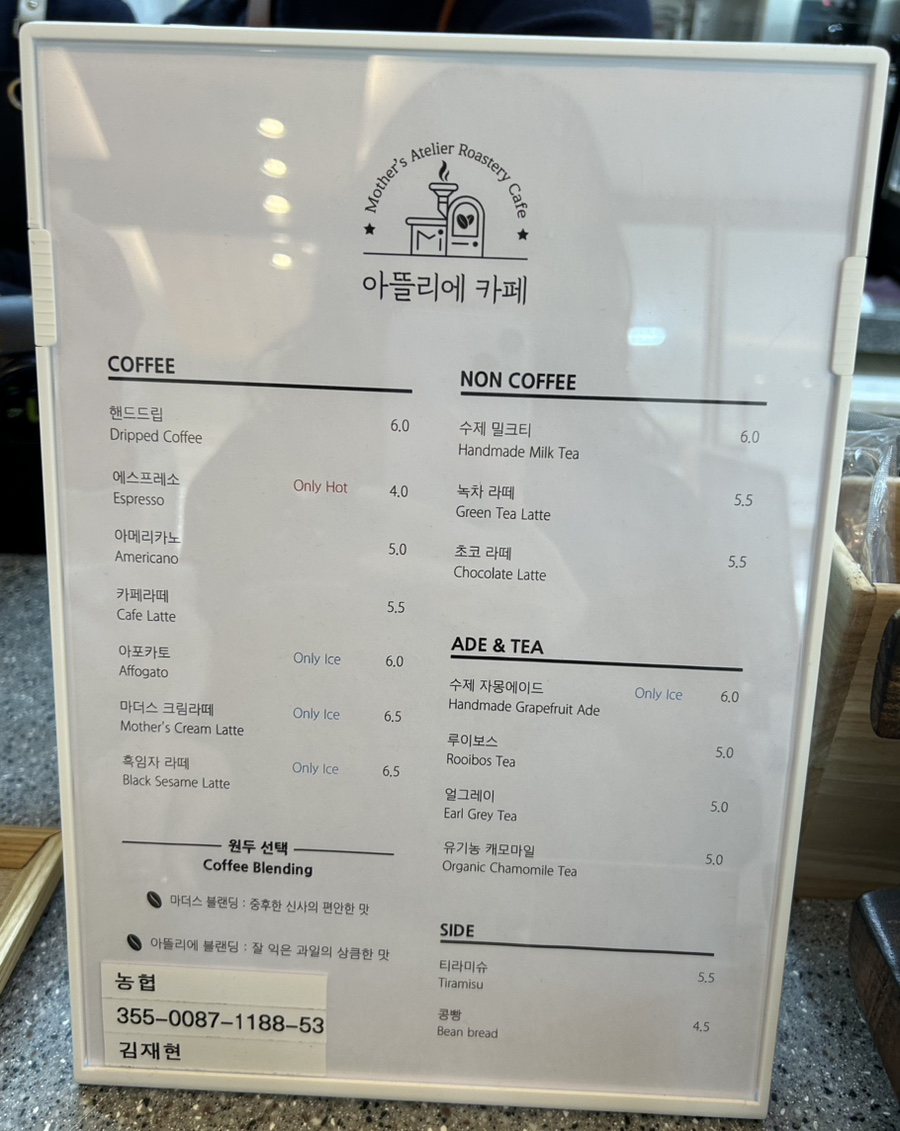 Mother's Atelier Roastery Cafe
M
아뜰리에 카페
COFFEE
핸드드립 6.0
Dripped Coffee
에스프레소 Only Hot 4.0
Espresso
아메리카노 5.0
Americano
카페라떼 5.5
Cafe Latte
아포카토 Only Ice 6.0
Affogato
마더스 크림라떼 Only Ice 6.5
Mother's Cream Latte
흑임자 라떼 Only Ice 6.5
Black Sesame Latte
원두 선택
Coffee Blending
마더스 블랜딩 : 중후한 신사의 편안한 맛
아뜰리에 블랜딩 : 잘 익은 과일의 상큼한 맛
농협
355-0087-1188-53
김재현
NON COFFEE
수제 밀크티 6.0
Handmade Milk Tea
녹차 라떼 5.5
Green Tea Latte
초코 라떼 5.5
Chocolate Latte
ADE & TEA
수제 자몽에이드 Only Ice 6.0
Handmade Grapefruit Ade
루이보스 5.0
Rooibos Tea
얼그레이 5.0
Earl Grey Tea
유기농 캐모마일 5.0
Organic Chamomile Tea
SIDE
티라미슈 5.5
Tiramisu
콩빵 4.5
Bean bread